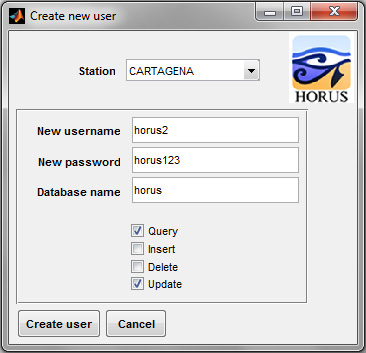 Create new user
Station CARTAGENA
HORUS
New username horus2
New password horus123
Database name horus
Query
Insert
Delete
Update
Create user Cancel